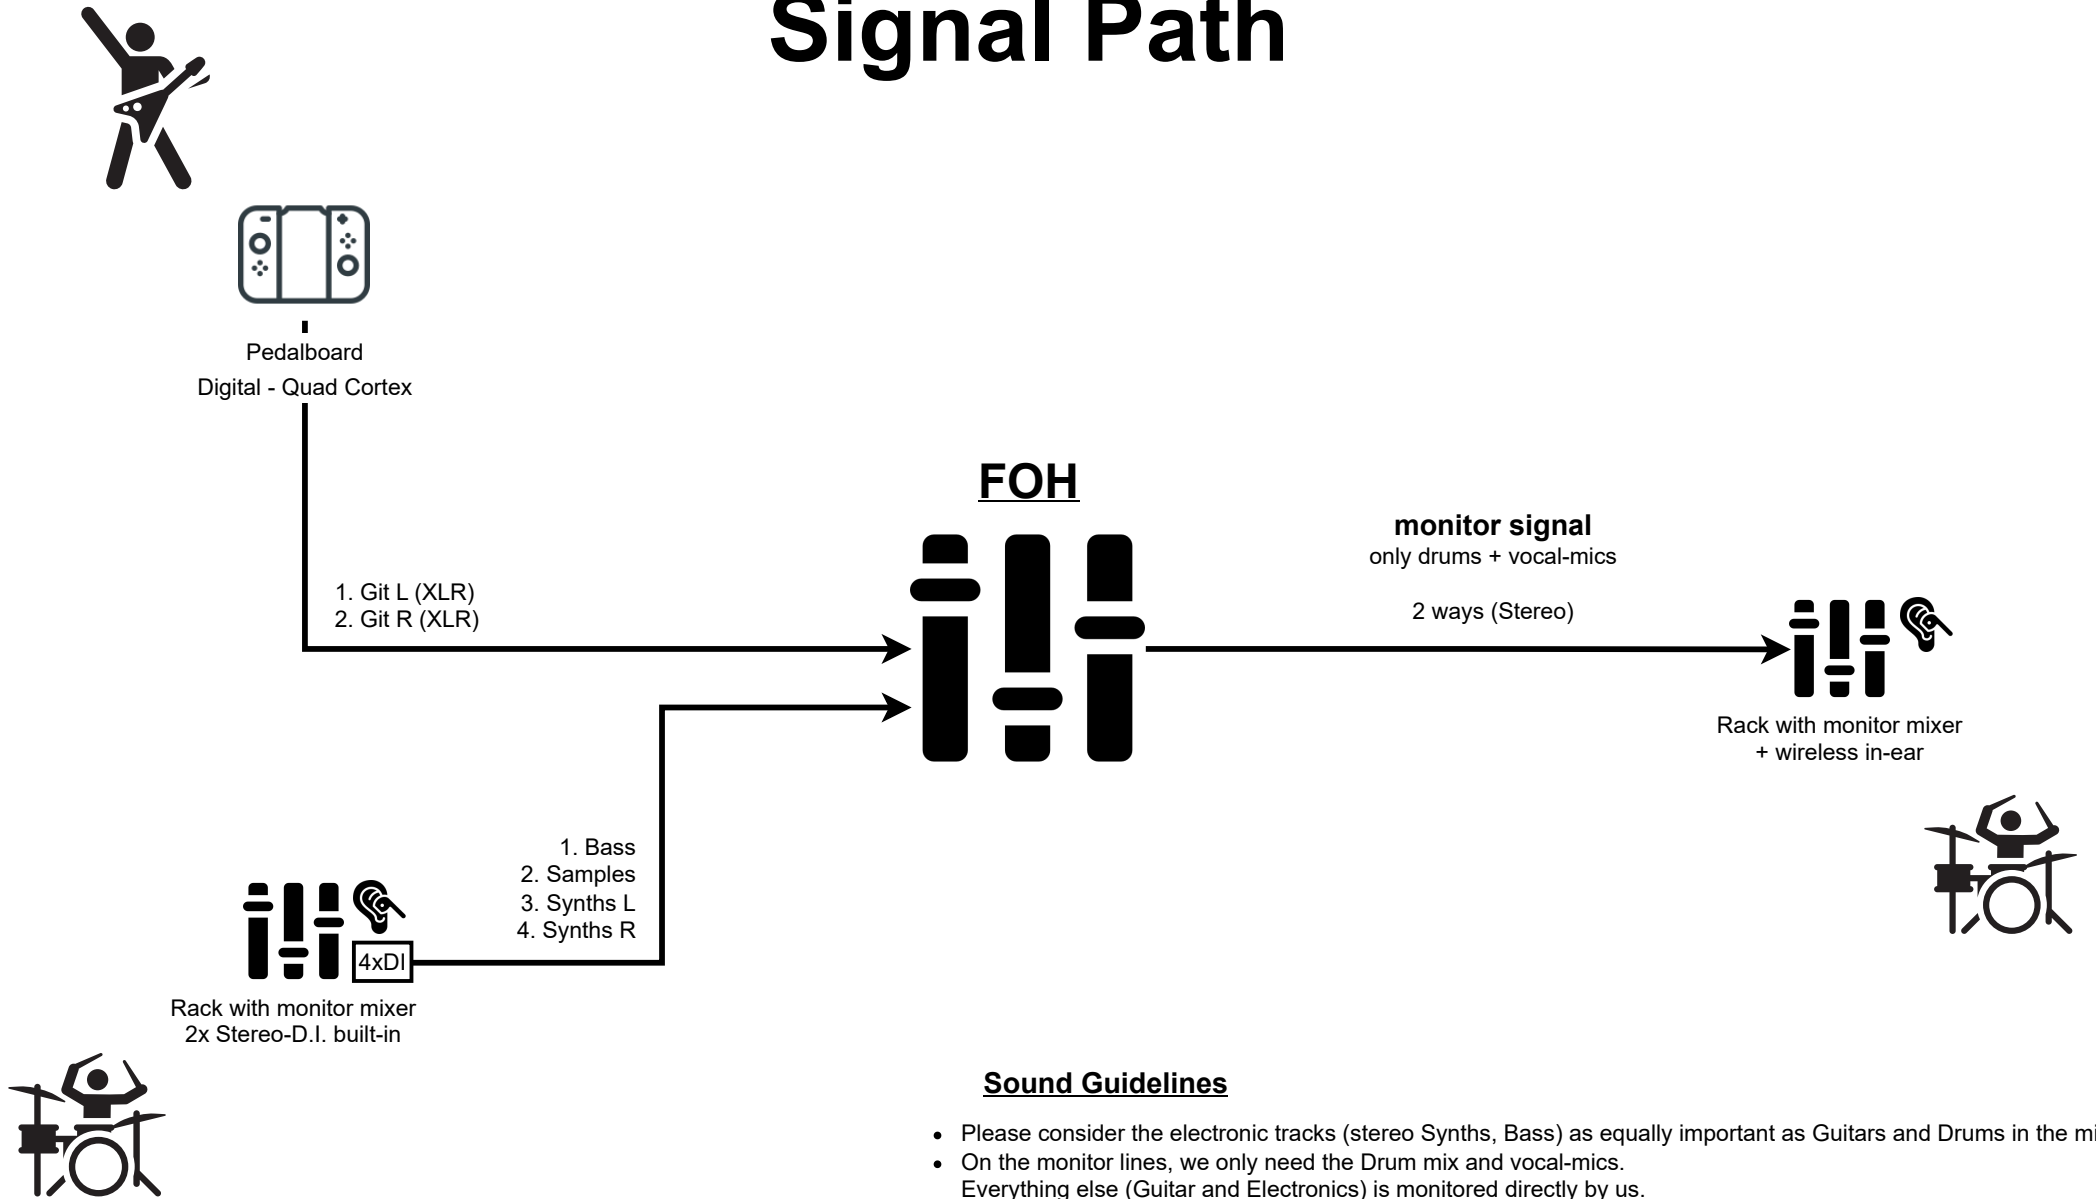 Signal Path
Pedalboard
Digital - Quad Cortex
FOH
monitor signal
only drums + vocal-mics
2 ways (Stereo)
1. Git L (XLR)
2. Git R (XLR)
Rack with monitor mixer
+ wireless in-ear
1. Bass
2. Samples
3. Synths L
4. Synths R
4xDI
Rack with monitor mixer
2x Stereo-D.I. built-in
Sound Guidelines
• Please consider the electronic tracks (stereo Synths, Bass) as equally important as Guitars and Drums in the
• On the monitor lines, we only need the Drum mix and vocal-mics.
Everything else (Guitar and Electronics) is monitored directly by us.